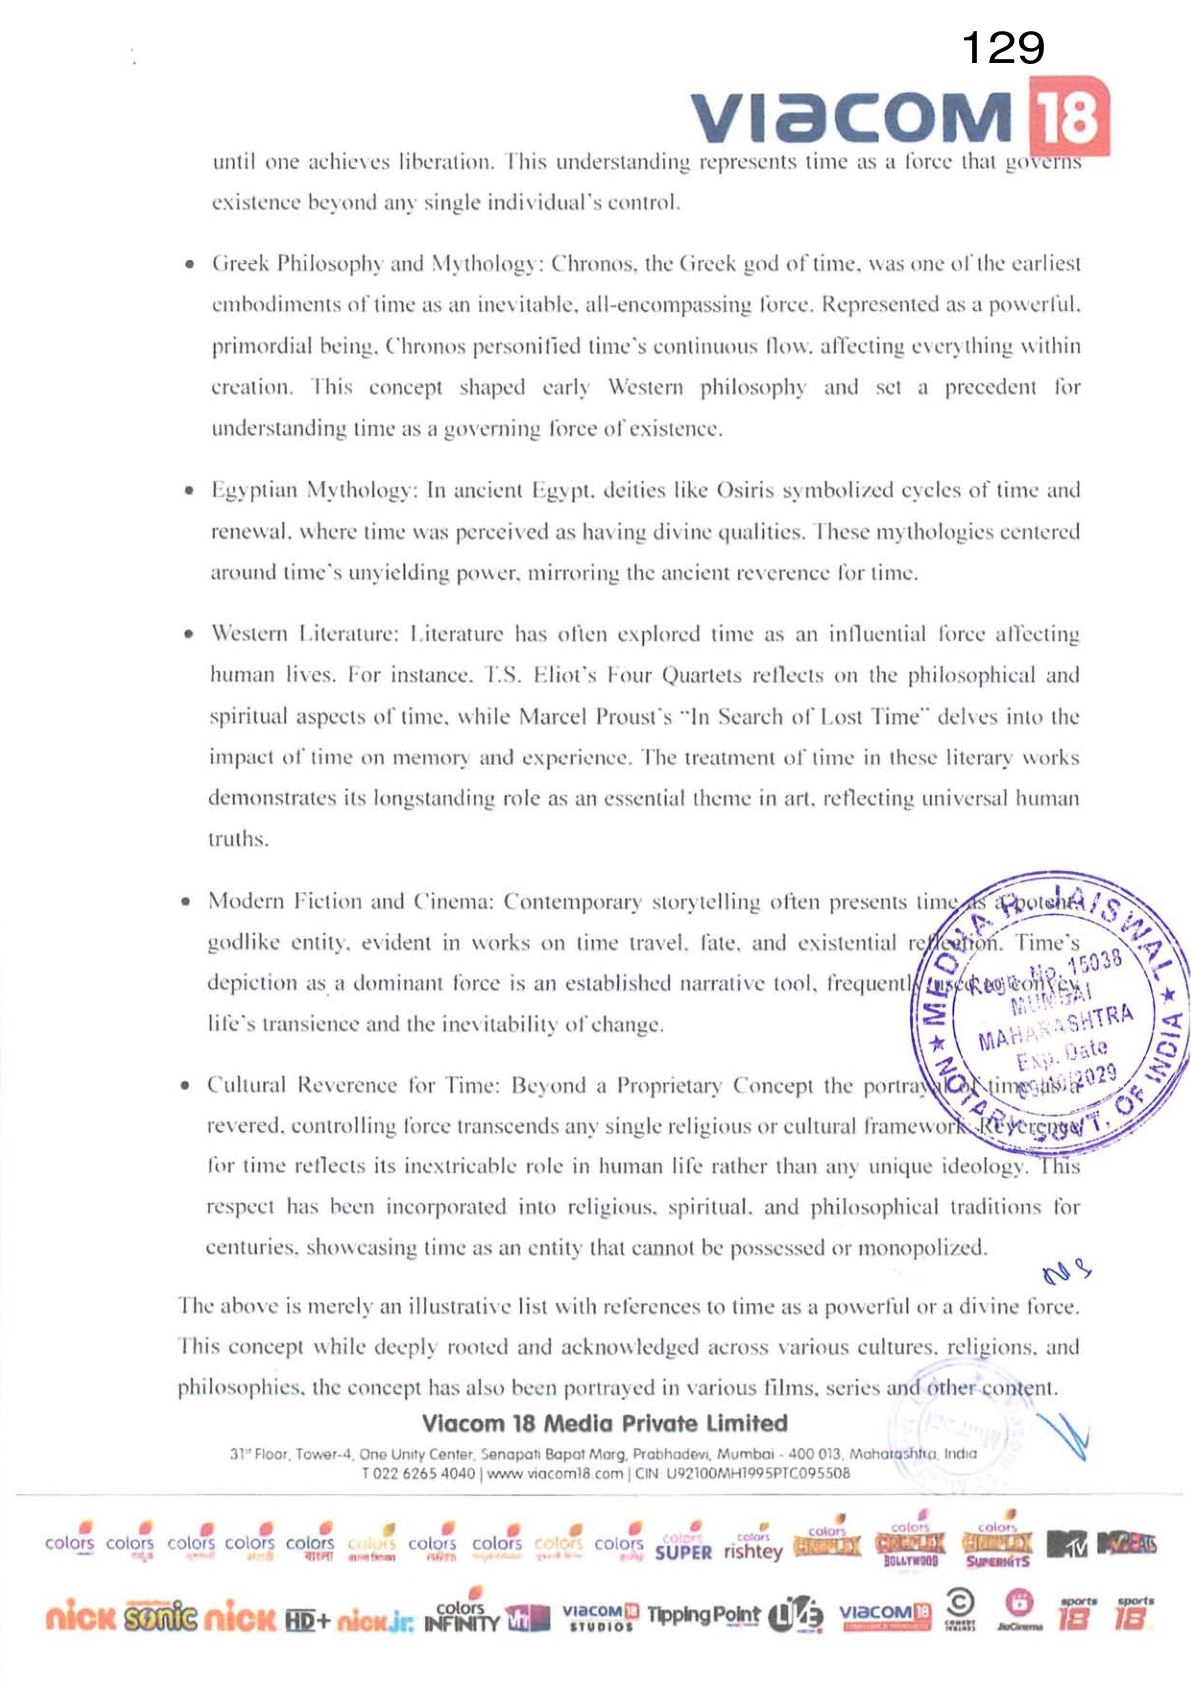 129
VIACOM 18
until one achieves liberation. This understanding represents time as a force that governs
existence beyond any single individual's control.
• Greek Philosophy and Mythology: Chronos, the Greek god of time, was one of the earliest
embodiments of time as an inevitable, all-encompassing force. Represented as a powerful,
primordial being, Chronos personified time's continuous flow, affecting everything within
creation. This concept shaped early Western philosophy and set a precedent for
understanding time as a governing force of existence.
• Egyptian Mythology: In ancient Egypt, deities like Osiris symbolized cycles of time and
renewal, where time was perceived as having divine qualities. These mythologies centered
around time's unyielding power, mirroring the ancient reverence for time.
• Western Literature: Literature has often explored time as an influential force affecting
human lives. For instance, T.S. Eliot's Four Quartets reflects on the philosophical and
spiritual aspects of time, while Marcel Proust's "In Search of Lost Time" delves into the
impact of time on memory and experience. The treatment of time in these literary works
demonstrates its longstanding role as an essential theme in art, reflecting universal human
truths.
• Modern Fiction and Cinema: Contemporary storytelling often presents time as a potent,
godlike entity, evident in works on time travel, fate, and existential reflection. Time's
depiction as a dominant force is an established narrative tool, frequently used to convey
life's transience and the inevitability of change.
• Cultural Reverence for Time: Beyond a Proprietary Concept the portrayal of time as a
revered, controlling force transcends any single religious or cultural framework. Reverence
for time reflects its inextricable role in human life rather than any unique ideology. This
respect has been incorporated into religious, spiritual, and philosophical traditions for
centuries, showcasing time as an entity that cannot be possessed or monopolized.
MEDHA R. JAISWAL
Regn. No. 15038
MUMBAI
MAHARASHTRA
Exp. Date
NOTARY GOVT. OF INDIA
The above is merely an illustrative list with references to time as a powerful or a divine force.
This concept while deeply rooted and acknowledged across various cultures, religions, and
philosophies, the concept has also been portrayed in various films, series and other content.
Viacom 18 Media Private Limited
31st Floor, Tower-4, One Unity Center, Senapati Bapat Marg, Prabhadevi, Mumbai - 400 013, Maharashtra, India
T 022 6265 4040 | www viacom18.com | CIN: U92100MH1995PTC095508
colors colors colors colors colors colors colors colors colors colors colors SUPER colors rishtey colors CINEPLEX colors CINEPLEX BOLLYWOOD colors CINEPLEX SUPERHITS MTV MTV BEATS
nick sonic nick HD+ nick jr. colors INFINITY VH1 VIACOM18 STUDIOS Tipping Point LIVE VIACOM18 COMEDY CENTRAL JioCinema sports 18 sports 18